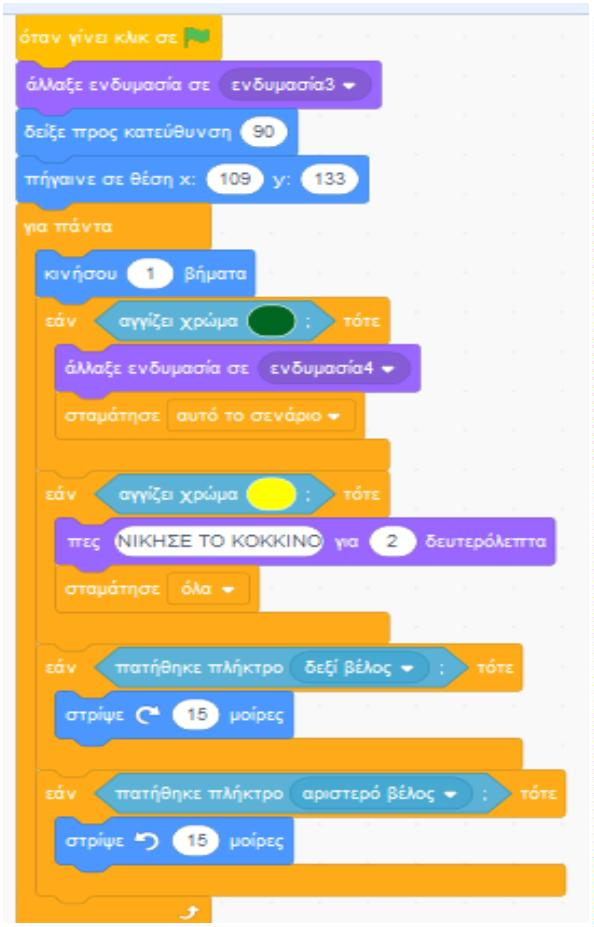 όταν γίνει κλικ σε
άλλαξε ενδυμασία σε ενδυμασία3
δείξε προς κατεύθυνση 90
πήγαινε σε θέση x: 109 y: 133
για πάντα
κινήσου 1 βήματα
εάν αγγίζει χρώμα ; τότε
άλλαξε ενδυμασία σε ενδυμασία4
σταμάτησε αυτό το σενάριο
εάν αγγίζει χρώμα ; τότε
πες ΝΙΚΗΣΕ ΤΟ ΚΟΚΚΙΝΟ για 2 δευτερόλεπτα
σταμάτησε όλα
εάν πατήθηκε πλήκτρο δεξί βέλος ; τότε
στρίψε 15 μοίρες
εάν πατήθηκε πλήκτρο αριστερό βέλος ; τότε
στρίψε 15 μοίρες